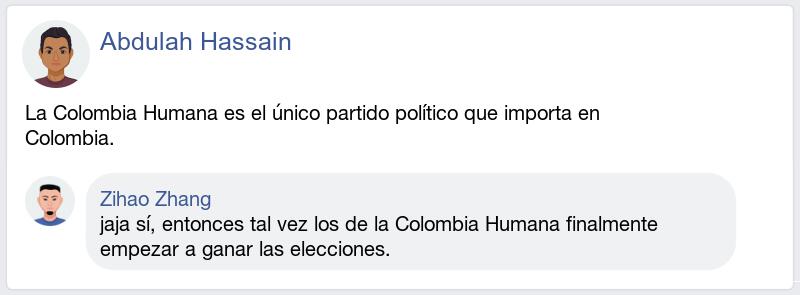 Abdulah Hassain
La Colombia Humana es el único partido político que importa en
Colombia.
Zihao Zhang
jaja sí, entonces tal vez los de la Colombia Humana finalmente
empezar a ganar las elecciones.